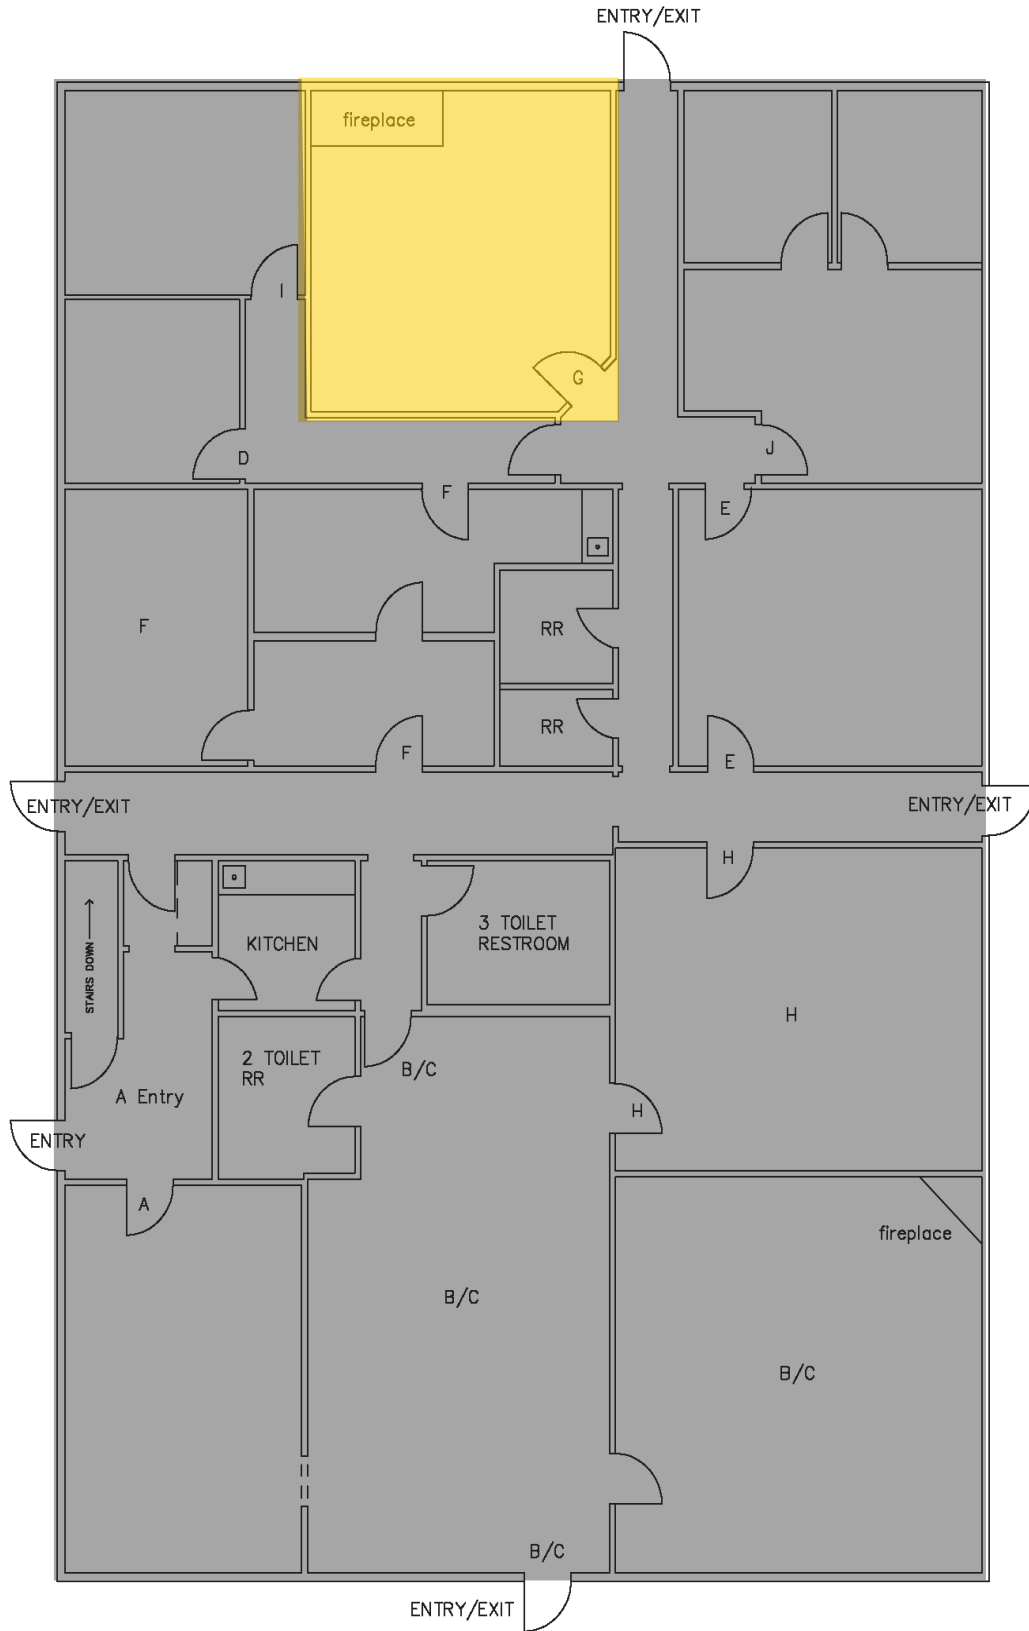 ENTRY/EXIT
fireplace
I
G
D
J
F
E
F
RR
RR
F
E
ENTRY/EXIT
ENTRY/EXIT
H
STAIRS DOWN
KITCHEN
3 TOILET
RESTROOM
H
2 TOILET
RR
B/C
A Entry
H
ENTRY
A
fireplace
B/C
B/C
B/C
ENTRY/EXIT